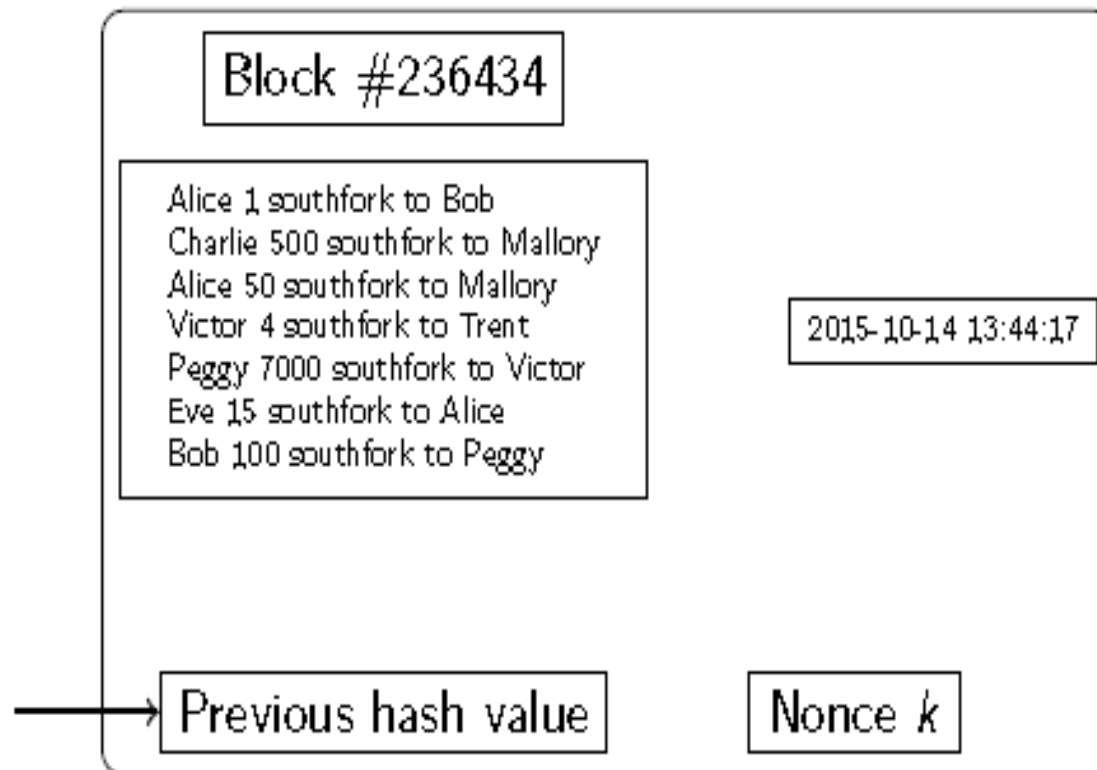 Block #236434
Alice 1 southfork to Bob
Charlie 500 southfork to Mallory
Alice 50 southfork to Mallory
Victor 4 southfork to Trent
Peggy 7000 southfork to Victor
Eve 15 southfork to Alice
Bob 100 southfork to Peggy
2015-10-14 13:44:17
Previous hash value
Nonce k